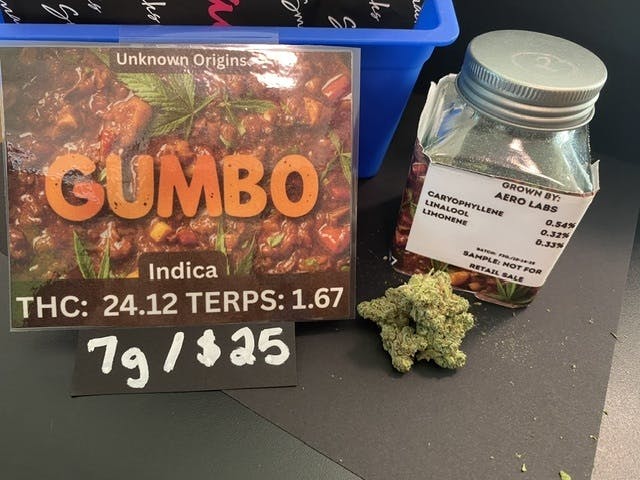 Unknown Origins
GUMBO
Indica
THC: 24.12 TERPS: 1.67
7g/$25
GROWN BY:
AERO LABS
CARYOPHYLLENE 0.54%
LINALOOL 0.32%
LIMONENE 0.33%
SAMPLE: NOT FOR
RETAIL SALE